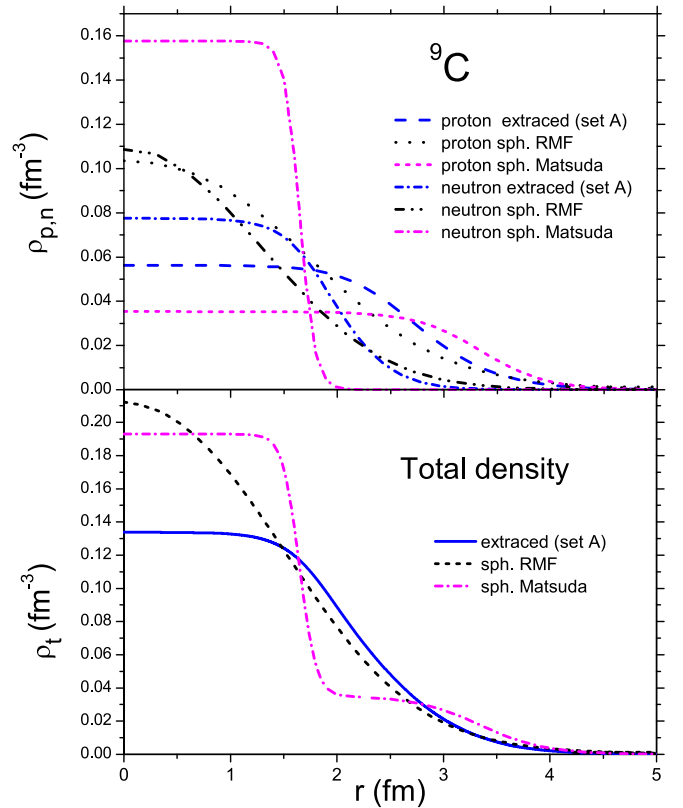 0.16
0.14
0.12
0.10
0.08
0.06
0.04
0.02
0.00
ρp,n (fm⁻³)
⁹C
proton extraced (set A)
proton sph. RMF
proton sph. Matsuda
neutron extraced (set A)
neutron sph. RMF
neutron sph. Matsuda
0.20
0.18
0.16
0.14
0.12
0.10
0.08
0.06
0.04
0.02
0.00
ρt (fm⁻³)
Total density
extraced (set A)
sph. RMF
sph. Matsuda
0 1 2 3 4 5
r (fm)